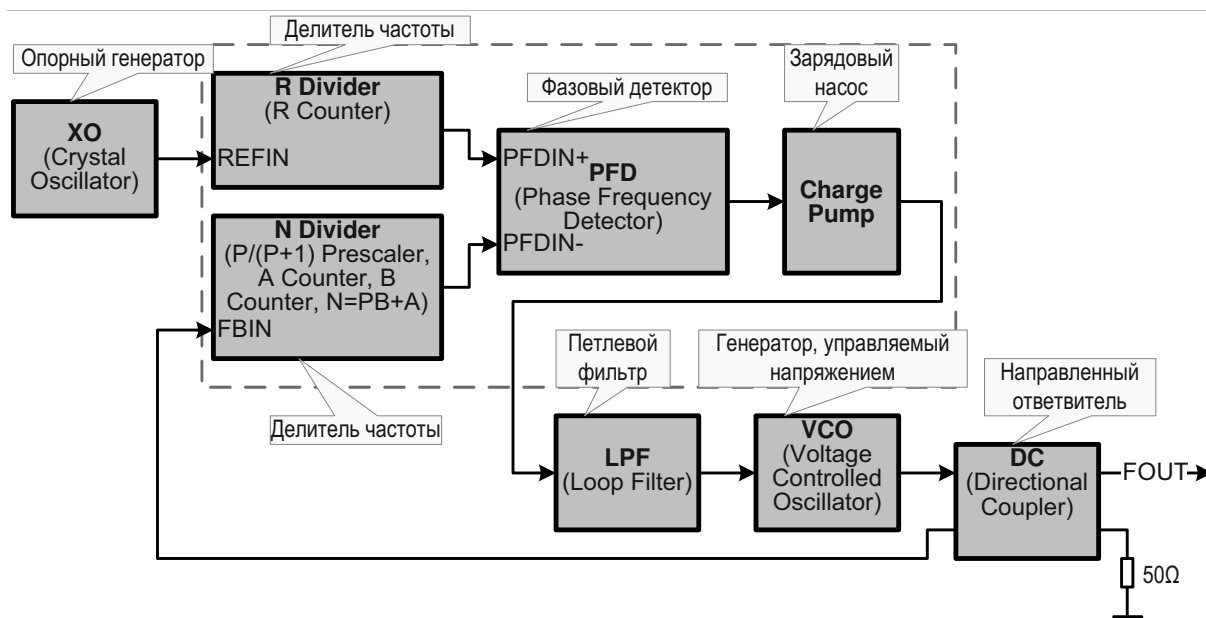 Делитель частоты
Опорный генератор
Зарядовый
насос
Фазовый детектор
XO
(Crystal
Oscillator)
R Divider
(R Counter)
REFIN
PFDIN+
PFD
(Phase Frequency
Detector)
PFDIN-
Charge
Pump
N Divider
(P/(P+1) Prescaler,
A Counter, B
Counter, N=PB+A)
FBIN
Петлевой
фильтр
Генератор, управляемый
напряжением
Направленный
ответвитель
Делитель частоты
LPF
(Loop Filter)
VCO
(Voltage
Controlled
Oscillator)
DC
(Directional
Coupler)
FOUT
50Ω